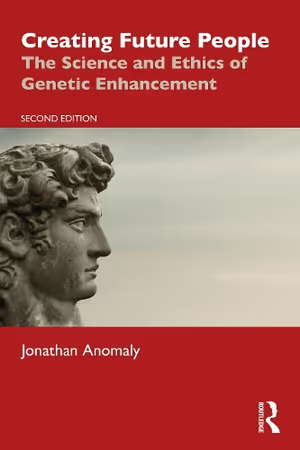 Creating Future People
The Science and Ethics of
Genetic Enhancement
SECOND EDITION
Jonathan Anomaly
ROUTLEDGE